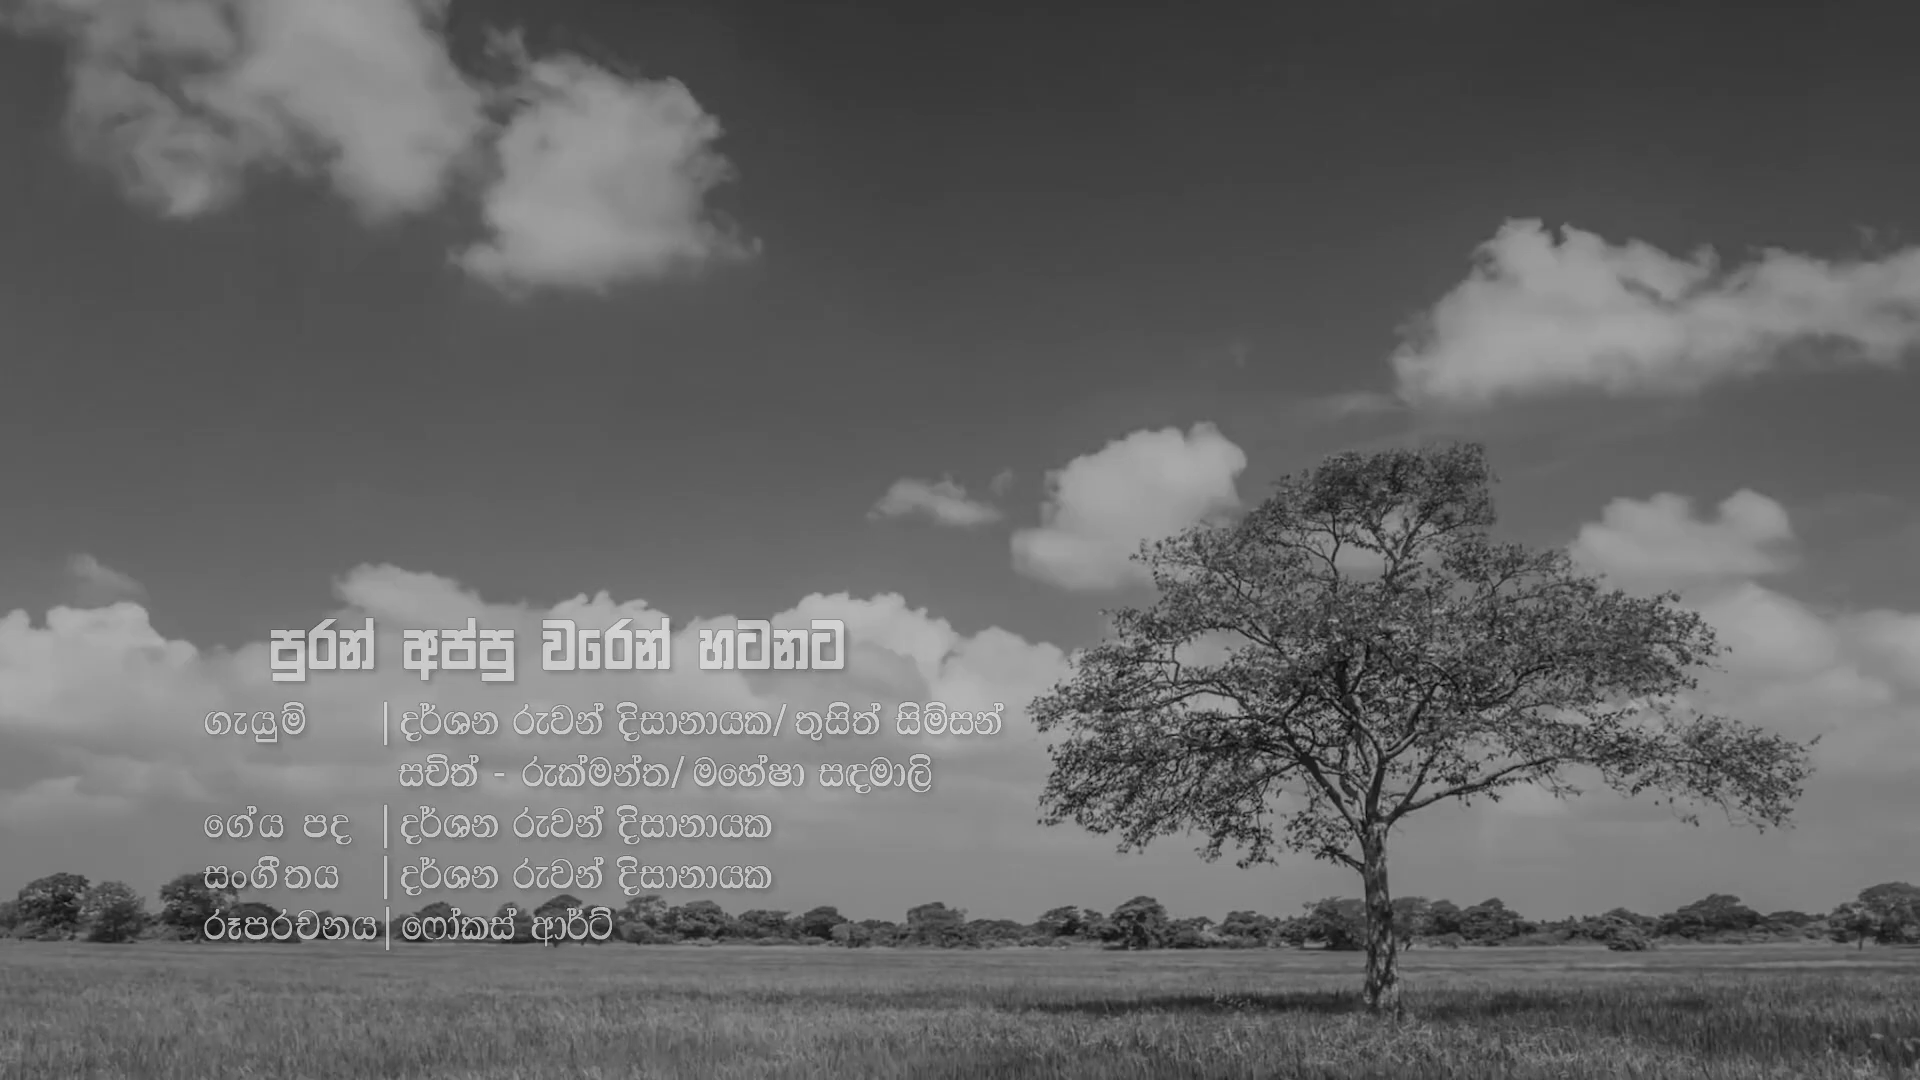 පුරන් අප්පු වරෙන් හටනට
ගැයුම් | දර්ශන රුවන් දිසානායක/ තුසිත් සිම්සන්
සචිත් - රුක්මන්ත/ මහේෂා සඳමාලි
ගේය පද | දර්ශන රුවන් දිසානායක
සංගීතය | දර්ශන රුවන් දිසානායක
රූපරචනය | ෆෝකස් ආර්ට්